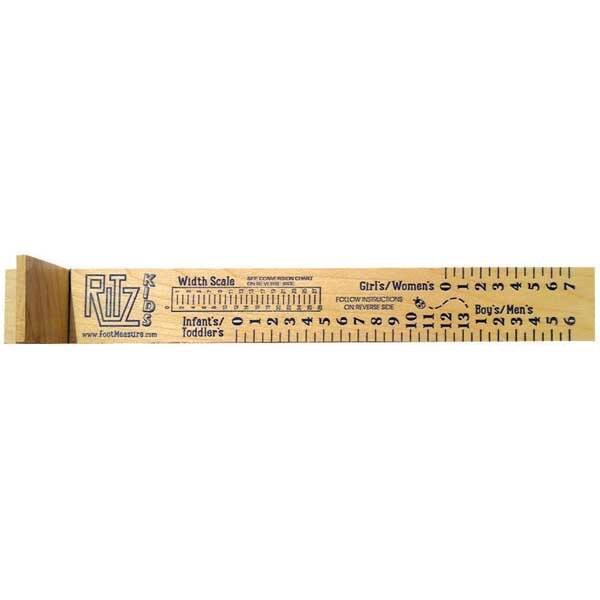 RITZ
KIDS
www.FootMeasure.com
Width Scale
SEE CONVERSION CHART
ON REVERSE SIDE.
Infant's/
Toddler's
0 1 2 3 4 5 6 7 8 9 10 11 12 13 1 2 3 4 5 6
FOLLOW INSTRUCTIONS
ON REVERSE SIDE
Girl's/Women's
0 1 2 3 4 5 6 7
Boy's/Men's